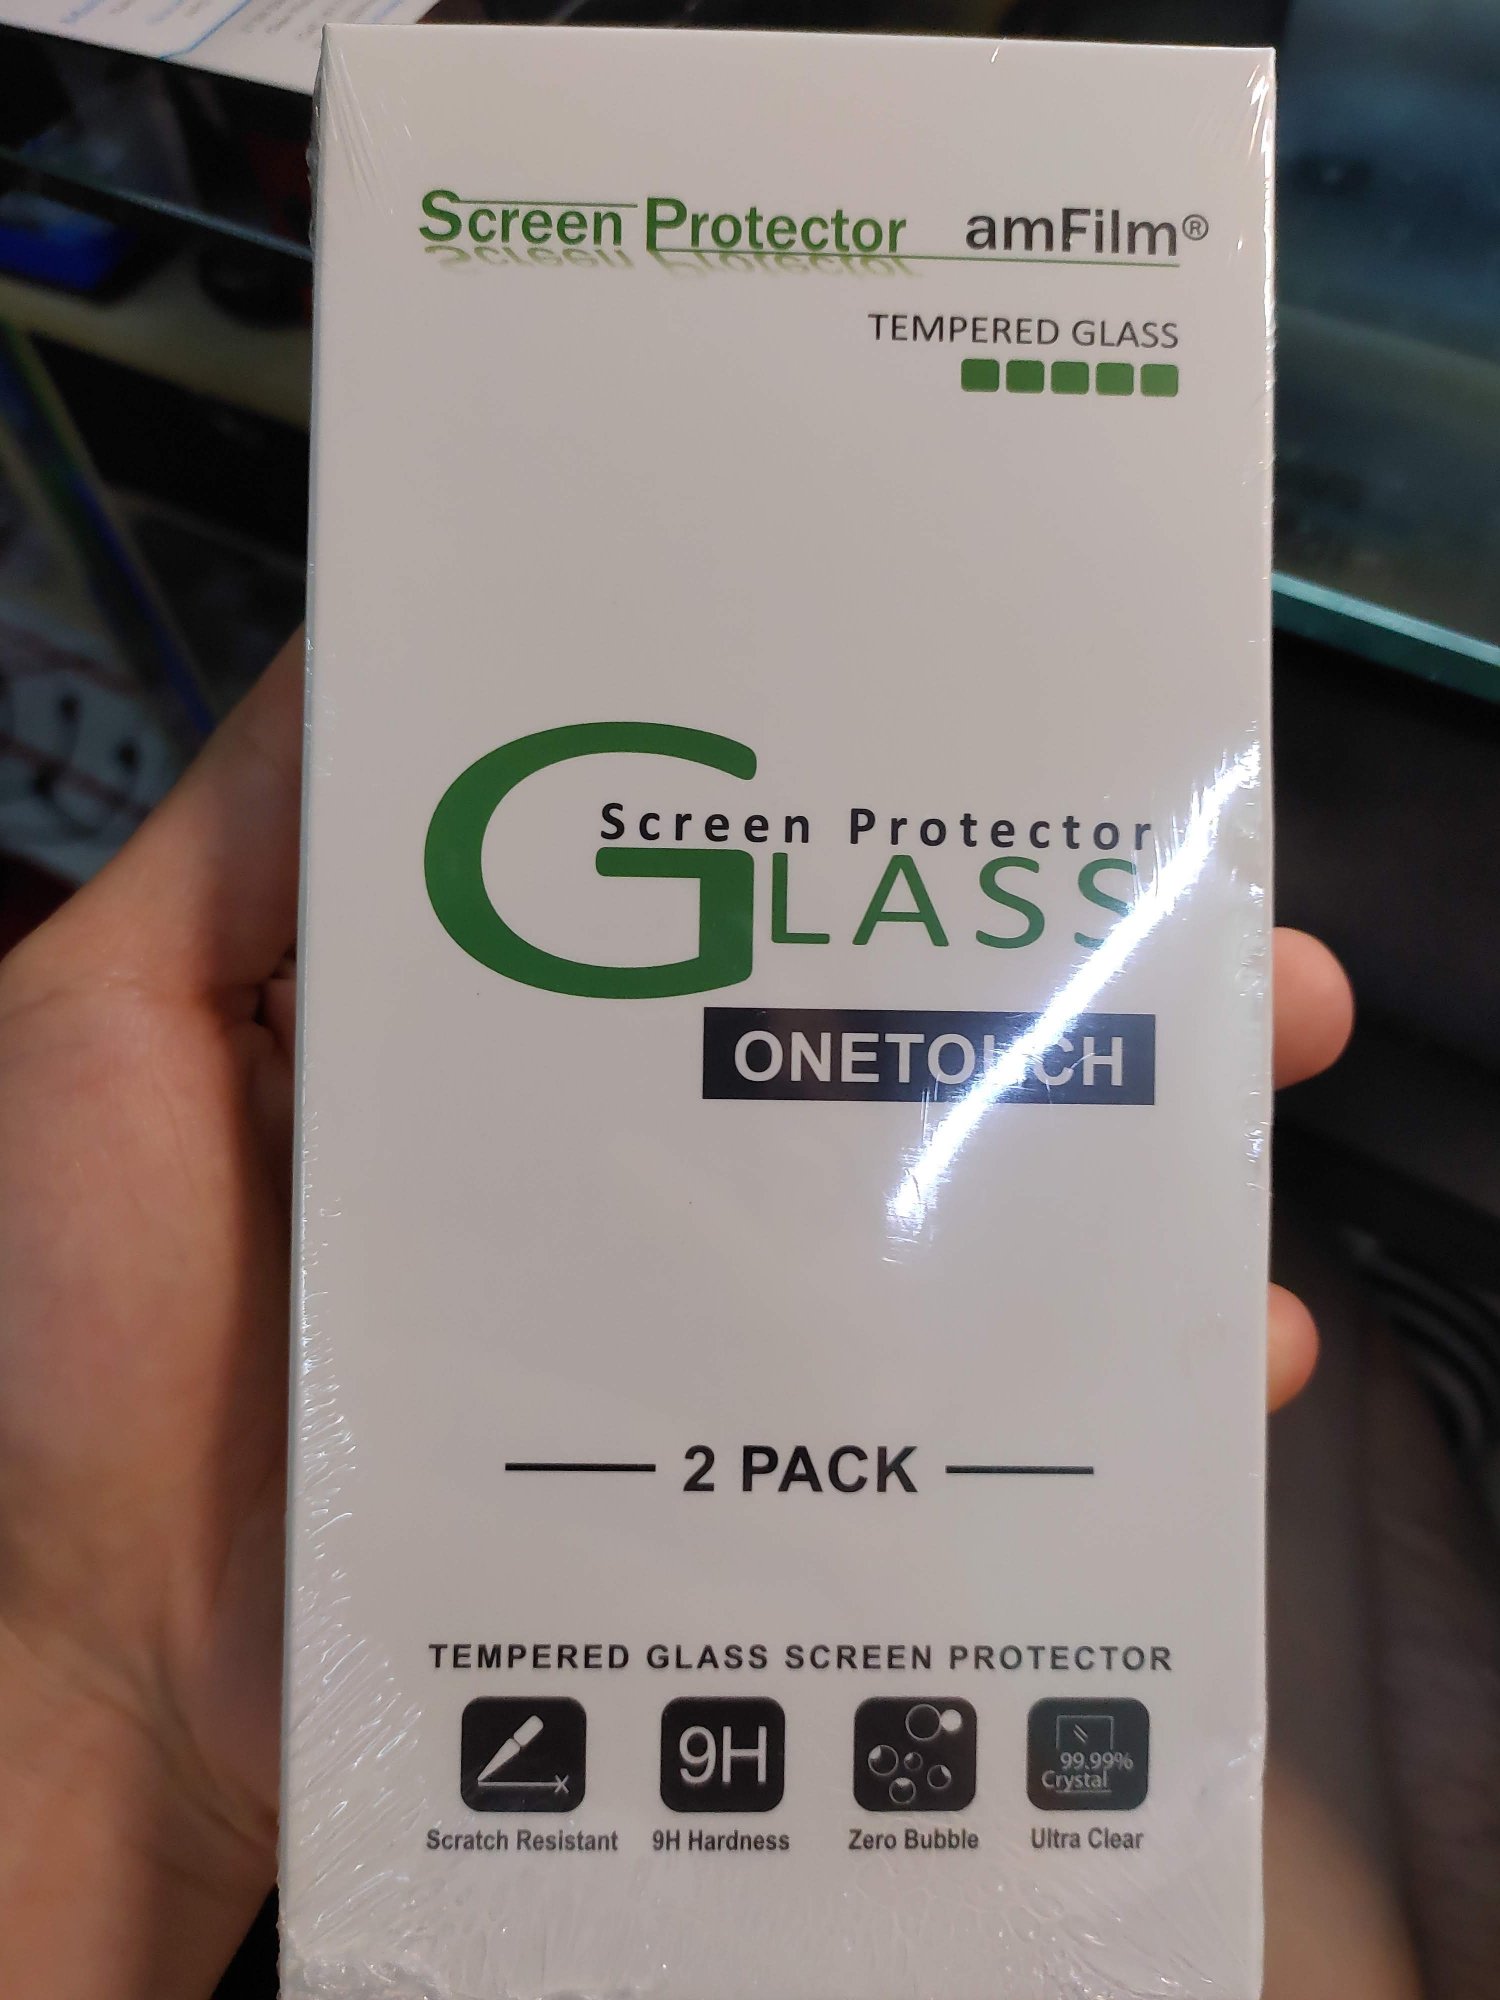 Screen Protector amFilm®
TEMPERED GLASS
Screen Protector
GLASS
ONETOUCH
2 PACK
TEMPERED GLASS SCREEN PROTECTOR
9H
99.99%
Crystal
Scratch Resistant 9H Hardness Zero Bubble Ultra Clear